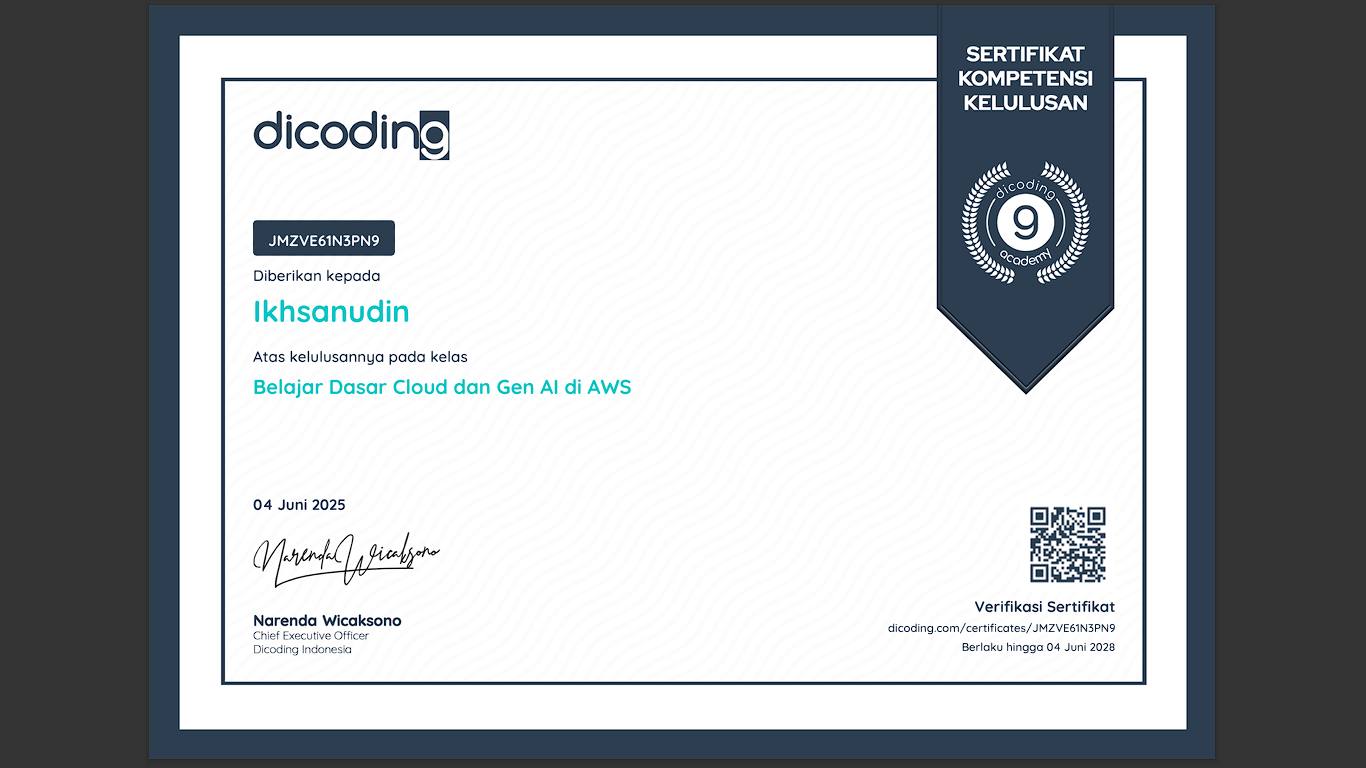 SERTIFIKAT
KOMPETENSI
KELULUSAN
dicoding
dicoding
9
academy
JMZVE61N3PN9
Diberikan kepada
Ikhsanudin
Atas kelulusannya pada kelas
Belajar Dasar Cloud dan Gen AI di AWS
04 Juni 2025
Narenda Wicaksono
Narenda Wicaksono
Chief Executive Officer
Dicoding Indonesia
Verifikasi Sertifikat
dicoding.com/certificates/JMZVE61N3PN9
Berlaku hingga 04 Juni 2028